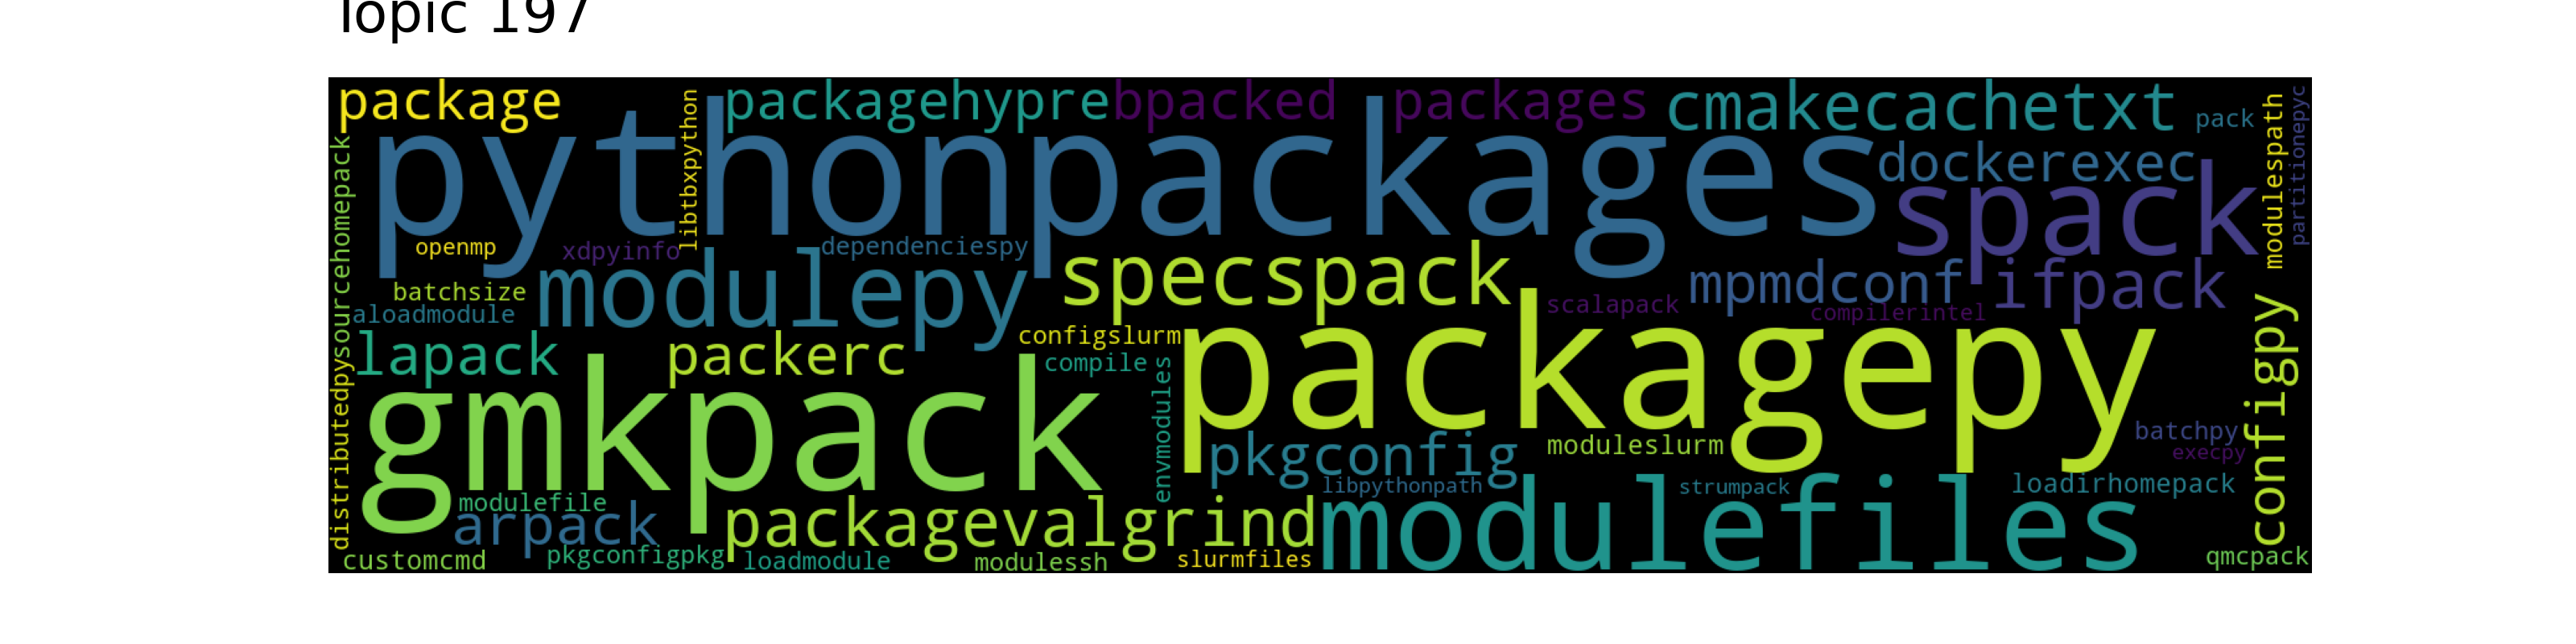 Topic 197
package
packagehypre
bpacked
packages
cmakecachetxt
pack
pythonpackages
libtbxpython
dockerexec
spack
modulespath
partitionepyc
sourcehomepack
openmp
xdpyinfo
dependenciespy
modulepy
specspack
mpmdconf
ifpack
batchsize
aloadmodule
scalapack
compilerintel
lapack
packerc
configslurm
compile
packagepy
configpy
gmkpack
envmodules
distributedpy
pkgconfig
moduleslurm
batchpy
execpy
libpythonpath
strumpack
loadirhomepack
modulefile
arpack
packagevalgrind
modulefiles
customcmd
pkgconfigpkg
loadmodule
modulessh
slurmfiles
qmcpack